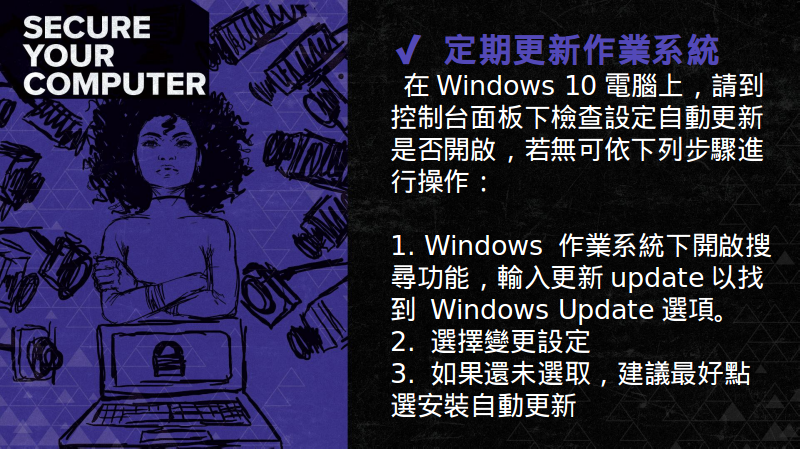 SECURE
YOUR
COMPUTER
✓ 定期更新作業系統
在 Windows 10 電腦上，請到
控制台面板下檢查設定自動更新
是否開啟，若無可依下列步驟進
行操作：
1. Windows 作業系統下開啟搜
尋功能，輸入更新 update 以找
到 Windows Update 選項。
2. 選擇變更設定
3. 如果還未選取，建議最好點
選安裝自動更新